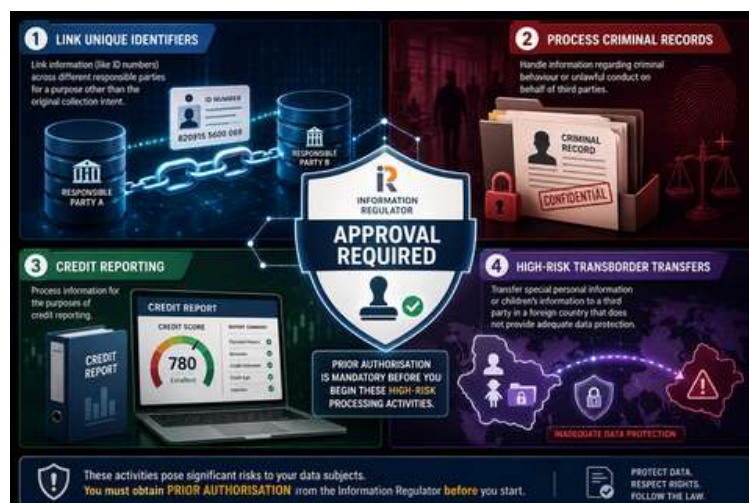 1 LINK UNIQUE IDENTIFIERS
Link information (like ID numbers)
across different responsible parties
for a purpose other than the
original collection intent.
ID NUMBER
820915 5600 088
RESPONSIBLE
PARTY A
RESPONSIBLE
PARTY B
2 PROCESS CRIMINAL RECORDS
Handle information regarding criminal
behaviour or unlawful conduct on
behalf of third parties.
CRIMINAL
RECORD
CONFIDENTIAL
iR
INFORMATION
REGULATOR
APPROVAL
REQUIRED
3 CREDIT REPORTING
Process information for
the purposes of
credit reporting.
CREDIT
REPORT
CREDIT REPORT
CREDIT SCORE
780
Excellent
REPORT SUMMARY
Payment History
4 HIGH-RISK TRANSBORDER TRANSFERS
Transfer special personal information
or children's information to a third
party in a foreign country that does
not provide adequate data protection.
INADEQUATE DATA PROTECTION
PRIOR AUTHORISATION
IS MANDATORY BEFORE YOU
BEGIN THESE HIGH-RISK
PROCESSING ACTIVITIES.
These activities pose significant risks to your data subjects.
You must obtain PRIOR AUTHORISATION from the Information Regulator before you start.
PROTECT DATA.
RESPECT RIGHTS.
FOLLOW THE LAW.